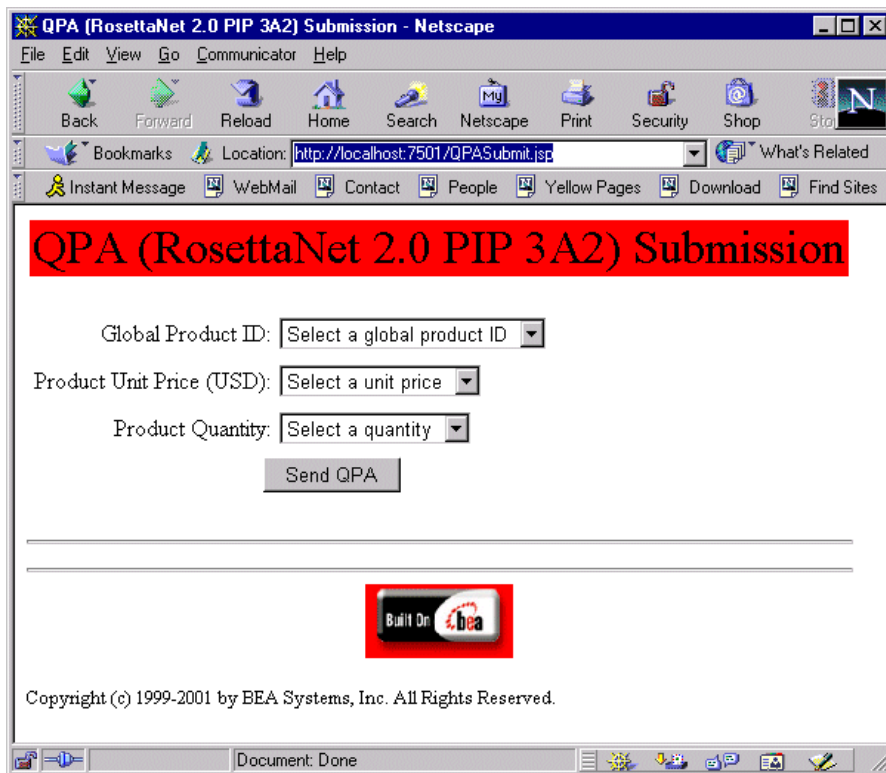 QPA (RosettaNet 2.0 PIP 3A2) Submission - Netscape
File Edit View Go Communicator Help
Back Forward Reload Home Search My Netscape Print Security Shop Stop N
Bookmarks Location: http://localhost:7501/QPASubmit.jsp What's Related
Instant Message WebMail Contact People Yellow Pages Download Find Sites
QPA (RosettaNet 2.0 PIP 3A2) Submission
Global Product ID: Select a global product ID
Product Unit Price (USD): Select a unit price
Product Quantity: Select a quantity
Send QPA
Built On bea
Copyright (c) 1999-2001 by BEA Systems, Inc. All Rights Reserved.
Document: Done